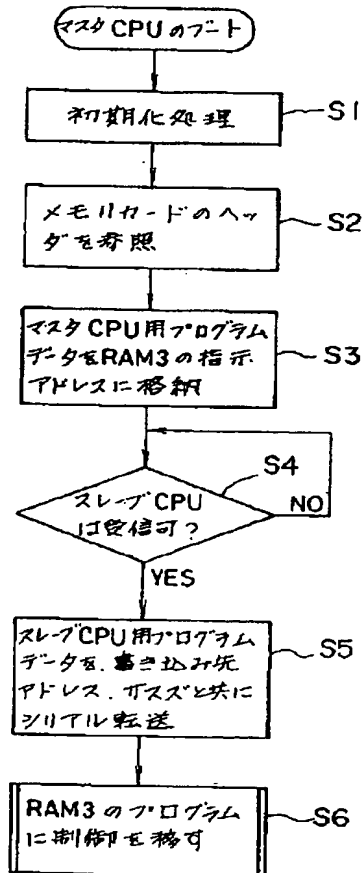 マスタCPUのブート
初期化処理
S1
メモリカードのヘッ
ダを参照
S2
マスタCPU用プログラム
データをRAM3の指示
アドレスに格納
S3
スレーブCPU
は受信可?
S4
NO
YES
スレーブCPU用プログラム
データを、書き込み先
アドレス、サイズと共に
シリアル転送
S5
RAM3のプログラム
に制御を移す
S6